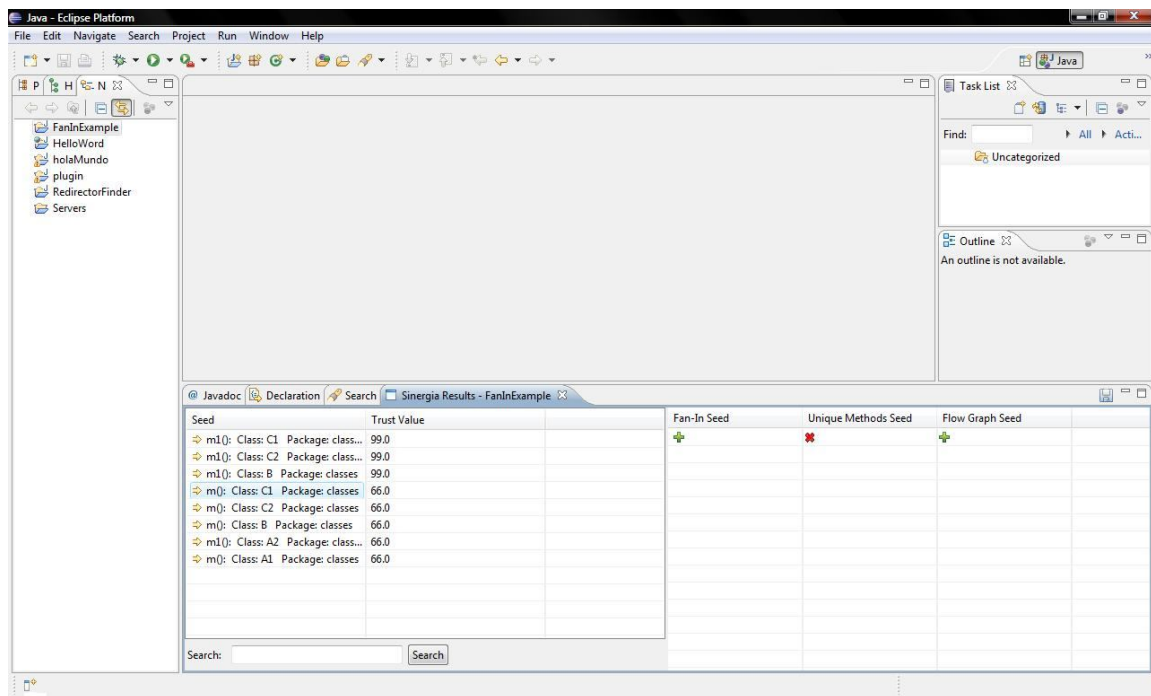 Java - Eclipse Platform
File Edit Navigate Search Project Run Window Help
Java
P H N
FanInExample
HelloWord
holaMundo
plugin
RedirectorFinder
Servers
Task List
Find: All Acti...
Uncategorized
Outline
An outline is not available.
@ Javadoc Declaration Search Sinergia Results - FanInExample
Seed Trust Value
m1(): Class: C1 Package: class... 99.0
m1(): Class: C2 Package: class... 99.0
m1(): Class: B Package: classes 99.0
m(): Class: C1 Package: classes 66.0
m(): Class: C2 Package: classes 66.0
m(): Class: B Package: classes 66.0
m1(): Class: A2 Package: class... 66.0
m(): Class: A1 Package: classes 66.0
Search: Search
Fan-In Seed Unique Methods Seed Flow Graph Seed